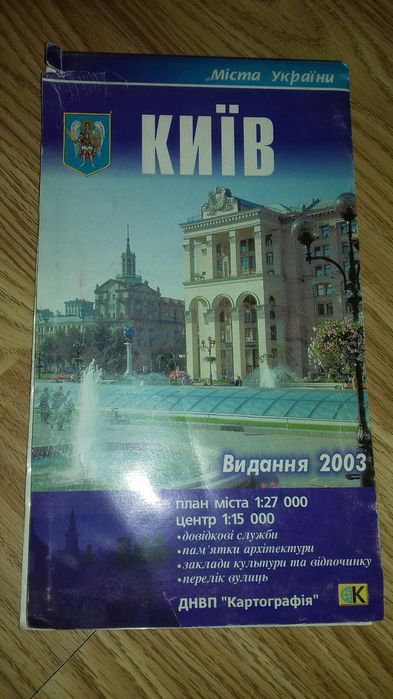 Міста України
КИЇВ
Видання 2003
план міста 1:27 000
центр 1:15 000
•довідкові служби
•пам'ятки архітектури
•заклади культури та відпочинку
•перелік вулиць
ДНВП "Картографія"
К